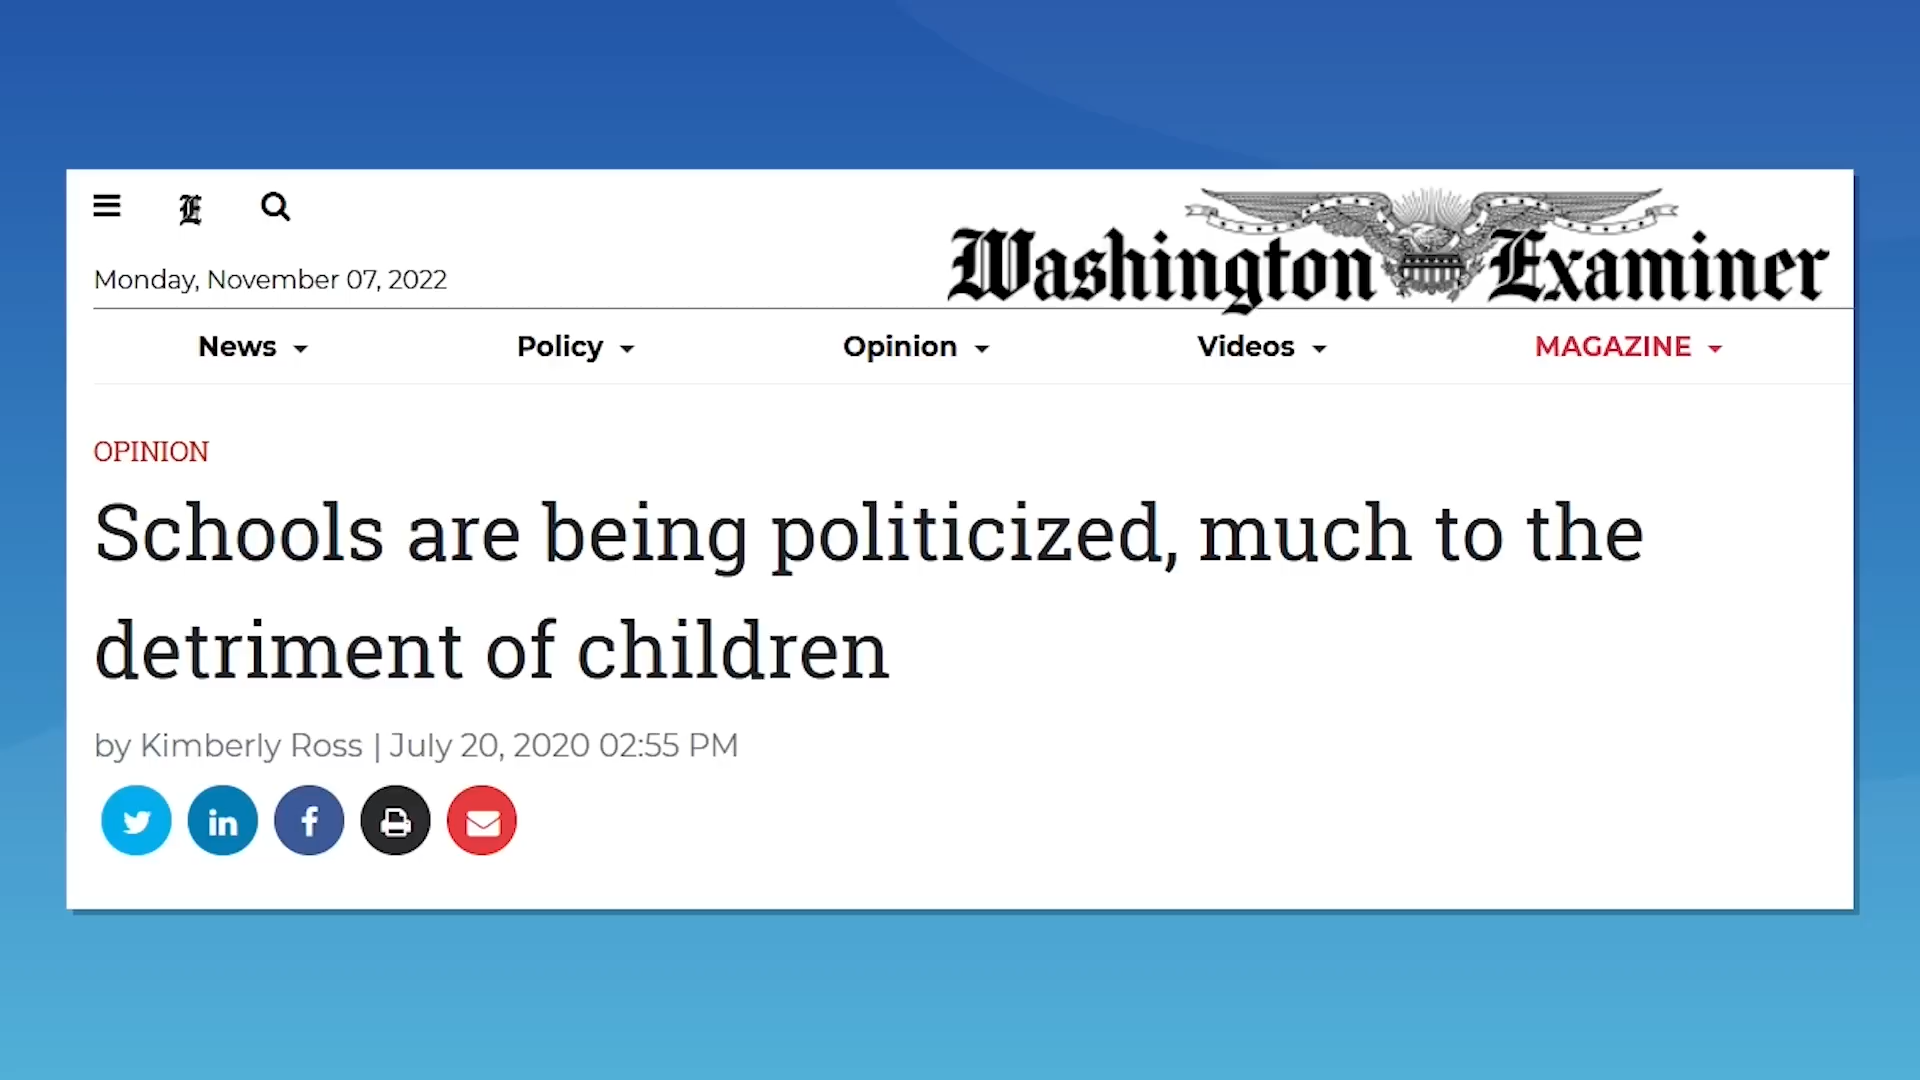 E
Monday, November 07, 2022
Washington Examiner
News
Policy
Opinion
Videos
MAGAZINE
OPINION
Schools are being politicized, much to the
detriment of children
by Kimberly Ross | July 20, 2020 02:55 PM
in
f